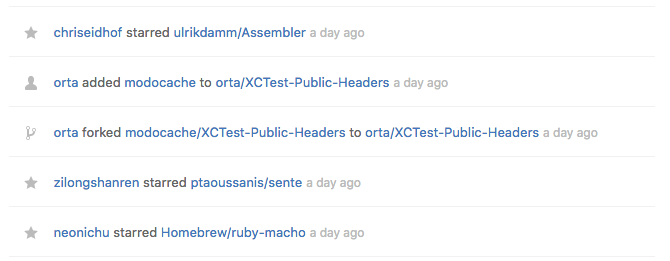 chriseidhof starred ulrikdamm/Assembler a day ago
orta added modocache to orta/XCTest-Public-Headers a day ago
orta forked modocache/XCTest-Public-Headers to orta/XCTest-Public-Headers a day ago
zilongshanren starred ptaoussanis/sente a day ago
neonichu starred Homebrew/ruby-macho a day ago